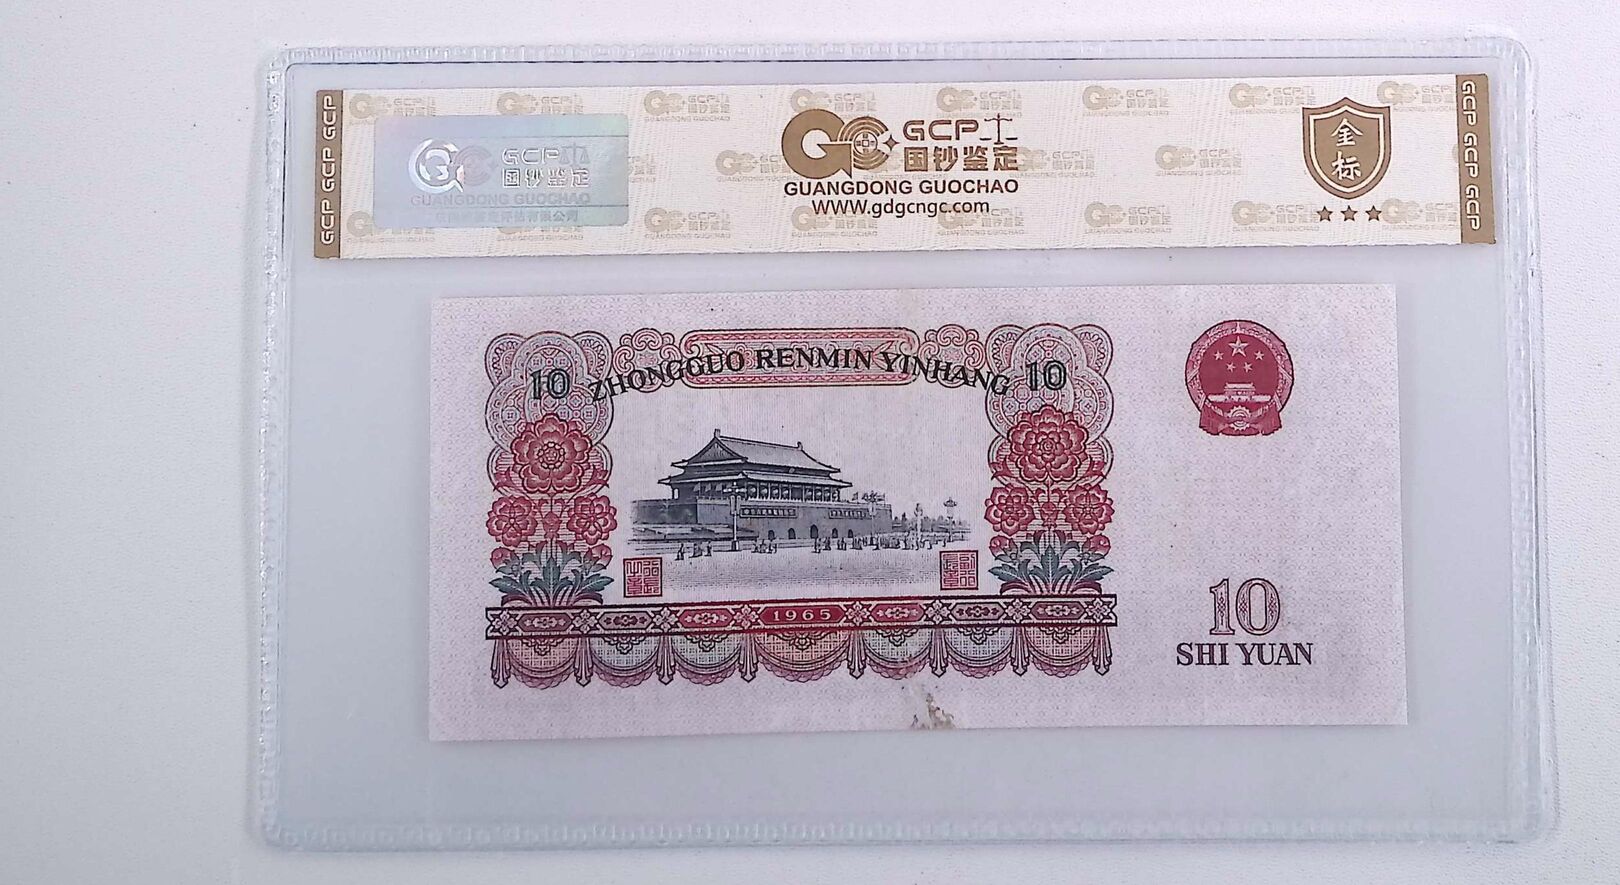 GCP GCP GCP
GCP
国钞鉴定
GUANGDONG GUOCHAO
GCP
国钞鉴定
GUANGDONG GUOCHAO
www.gdgcngc.com
金标
GCP GCP GCP
10 ZHONGGUO RENMIN YINHANG 10
1965
10
SHI YUAN